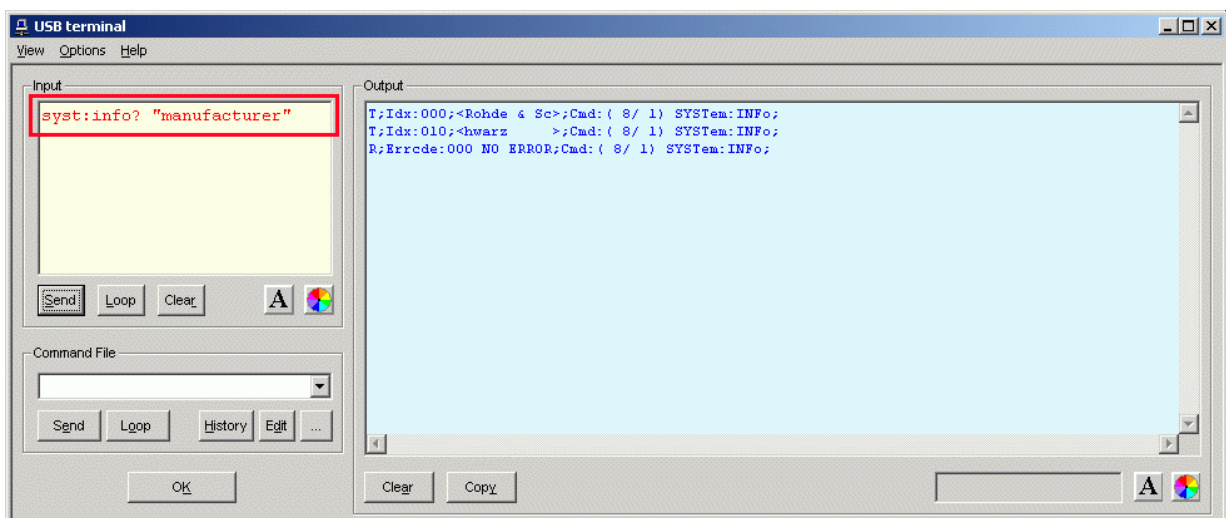 USB terminal
View Options Help
Input
syst:info? "manufacturer"
Send Loop Clear A
Command File
Send Loop History Edit ...
OK
Output
T;Idx:000;<Rohde & Sc>;Cmd:( 8/ 1) SYSTem:INFo;
T;Idx:010;<hwarz     >;Cmd:( 8/ 1) SYSTem:INFo;
R;Errcde:000 NO ERROR;Cmd:( 8/ 1) SYSTem:INFo;
Clear Copy A